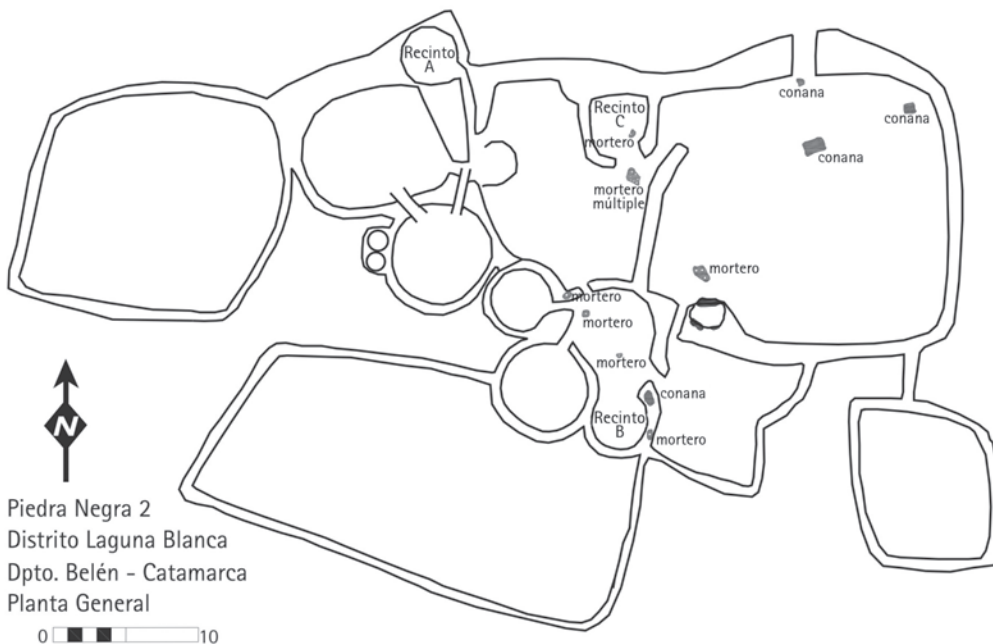 Recinto
A
Recinto
C
mortero
mortero
múltiple
conana
conana
conana
mortero
mortero
mortero
mortero
conana
Recinto
B
mortero
N
Piedra Negra 2
Distrito Laguna Blanca
Dpto. Belén - Catamarca
Planta General
0 10